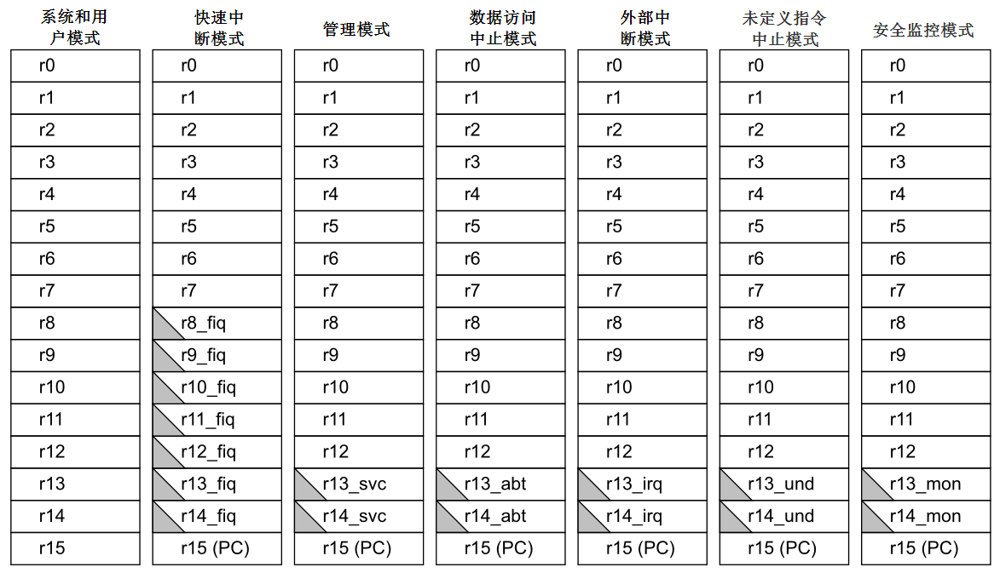 系统和用
户模式
快速中
断模式
管理模式
数据访问
中止模式
外部中
断模式
未定义指令
中止模式
安全监控模式
r0 r0 r0 r0 r0 r0 r0
r1 r1 r1 r1 r1 r1 r1
r2 r2 r2 r2 r2 r2 r2
r3 r3 r3 r3 r3 r3 r3
r4 r4 r4 r4 r4 r4 r4
r5 r5 r5 r5 r5 r5 r5
r6 r6 r6 r6 r6 r6 r6
r7 r7 r7 r7 r7 r7 r7
r8 r8_fiq r8 r8 r8 r8 r8
r9 r9_fiq r9 r9 r9 r9 r9
r10 r10_fiq r10 r10 r10 r10 r10
r11 r11_fiq r11 r11 r11 r11 r11
r12 r12_fiq r12 r12 r12 r12 r12
r13 r13_fiq r13_svc r13_abt r13_irq r13_und r13_mon
r14 r14_fiq r14_svc r14_abt r14_irq r14_und r14_mon
r15 r15 (PC) r15 (PC) r15 (PC) r15 (PC) r15 (PC) r15 (PC)